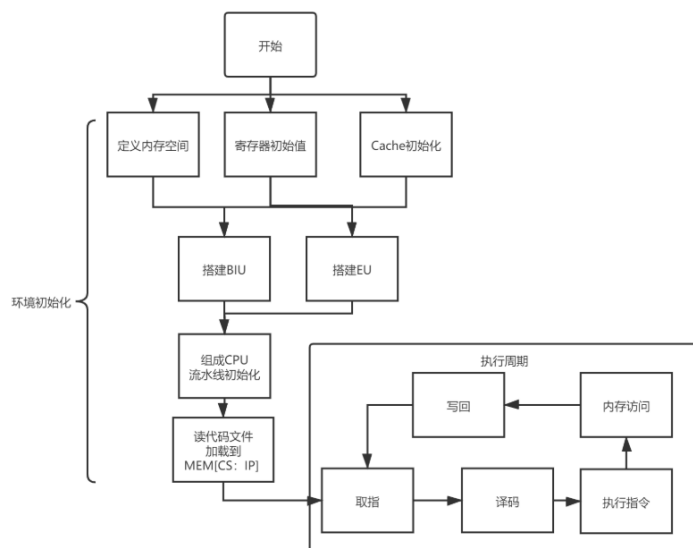 开始
定义内存空间
寄存器初始值
Cache初始化
搭建BIU
搭建EU
环境初始化
组成CPU
流水线初始化
执行周期
写回
内存访问
读代码文件
加载到
MEM[CS：IP]
取指
译码
执行指令